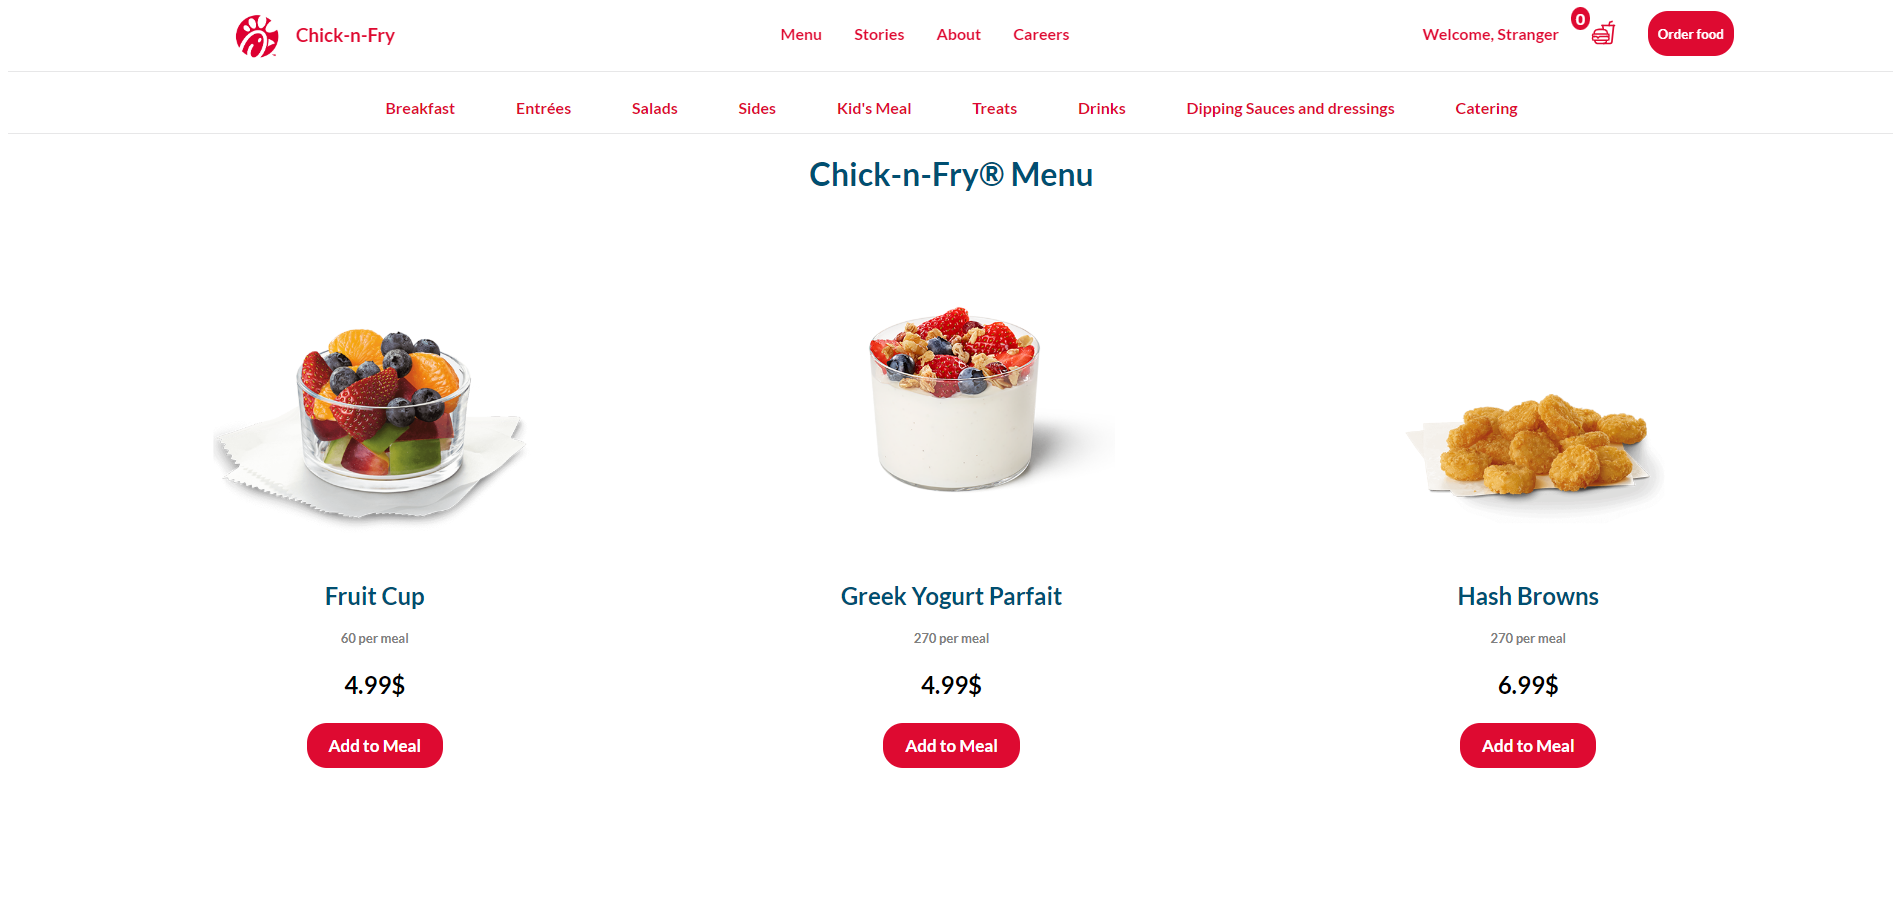 Chick-n-Fry
Menu Stories About Careers
Welcome, Stranger
0
Order food
Breakfast Entrées Salads Sides Kid's Meal Treats Drinks Dipping Sauces and dressings Catering
Chick-n-Fry® Menu
Fruit Cup
60 per meal
4.99$
Add to Meal
Greek Yogurt Parfait
270 per meal
4.99$
Add to Meal
Hash Browns
270 per meal
6.99$
Add to Meal